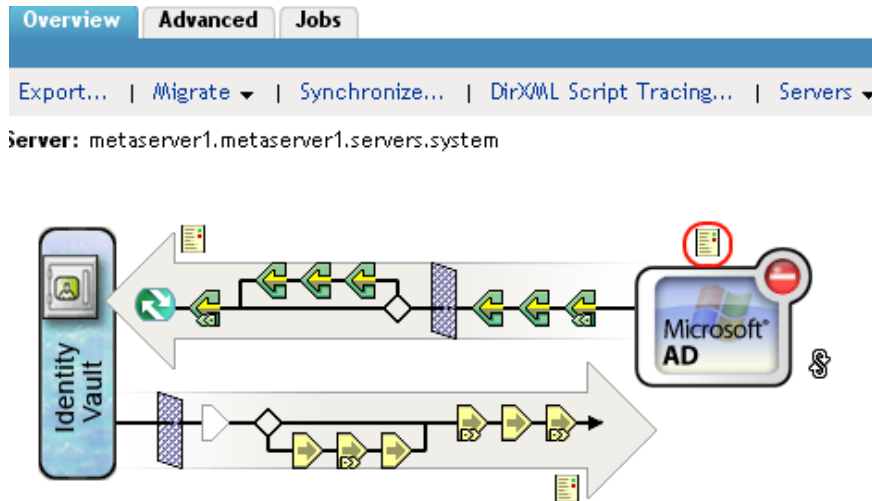 Overview Advanced Jobs
Export... | Migrate | Synchronize... | DirXML Script Tracing... | Servers
Server: metaserver1.metaserver1.servers.system
Identity
Vault
Microsoft®
AD